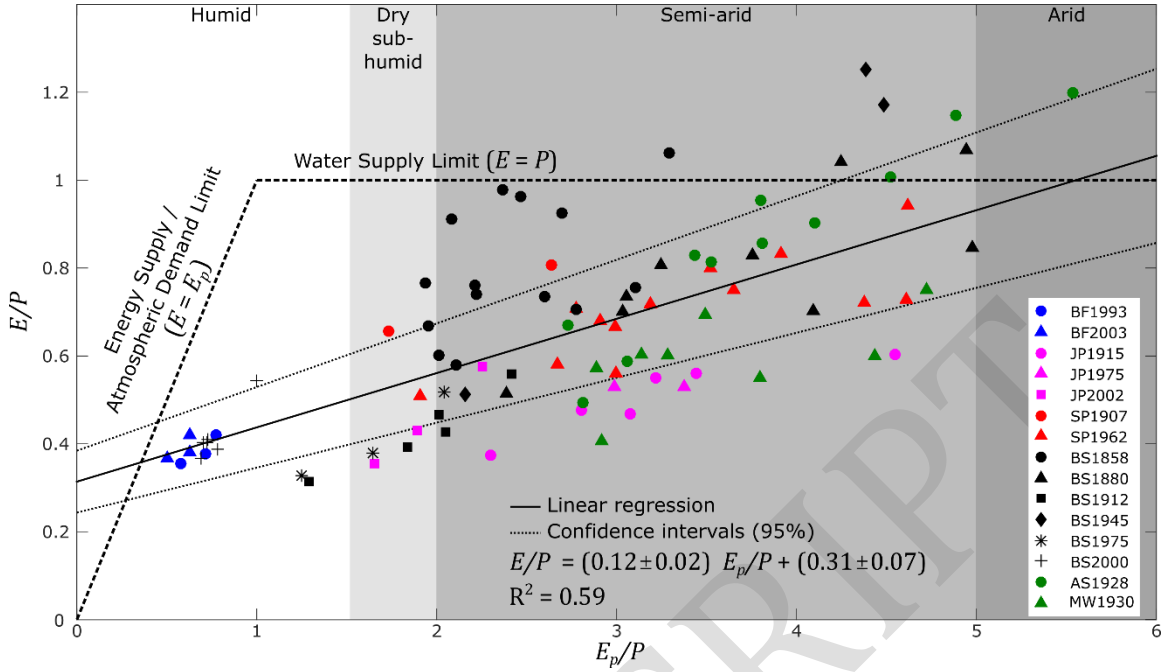 Humid
Dry
sub-
humid
Semi-arid
Arid
1.2
1
0.8
0.6
0.4
0.2
0
E/P
Water Supply Limit (E = P)
Energy Supply /
Atmospheric Demand Limit
(E = Eₚ)
BF1993
BF2003
JP1915
JP1975
JP2002
SP1907
SP1962
BS1858
BS1880
BS1912
BS1945
BS1975
BS2000
AS1928
MW1930
Linear regression
Confidence intervals (95%)
E/P = (0.12±0.02) Eₚ/P + (0.31±0.07)
R² = 0.59
0 1 2 3 4 5 6
Eₚ/P
RIPT